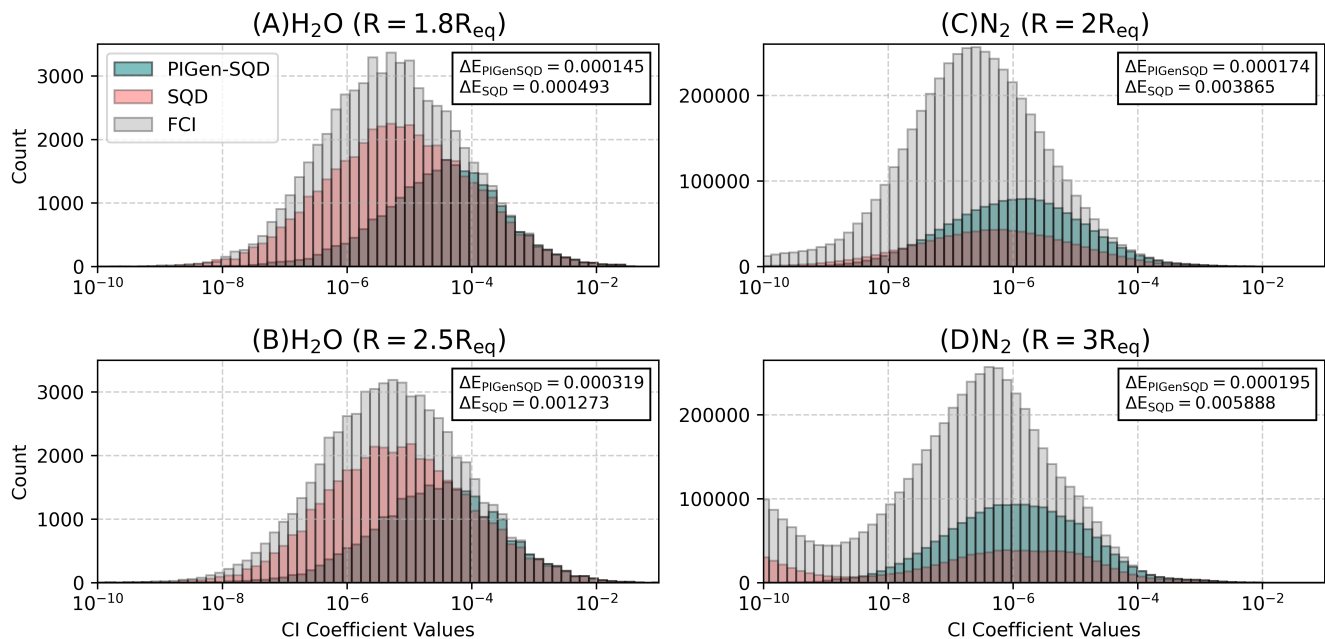 (A)H₂O (R = 1.8R_eq)
3000
2000
1000
0
Count
PIGen-SQD
SQD
FCI
ΔE_PIGenSQD = 0.000145
ΔE_SQD = 0.000493
10⁻¹⁰ 10⁻⁸ 10⁻⁶ 10⁻⁴ 10⁻²
(C)N₂ (R = 2R_eq)
200000
100000
0
ΔE_PIGenSQD = 0.000174
ΔE_SQD = 0.003865
10⁻¹⁰ 10⁻⁸ 10⁻⁶ 10⁻⁴ 10⁻²
(B)H₂O (R = 2.5R_eq)
3000
2000
1000
0
Count
ΔE_PIGenSQD = 0.000319
ΔE_SQD = 0.001273
10⁻¹⁰ 10⁻⁸ 10⁻⁶ 10⁻⁴ 10⁻²
CI Coefficient Values
(D)N₂ (R = 3R_eq)
200000
100000
0
ΔE_PIGenSQD = 0.000195
ΔE_SQD = 0.005888
10⁻¹⁰ 10⁻⁸ 10⁻⁶ 10⁻⁴ 10⁻²
CI Coefficient Values